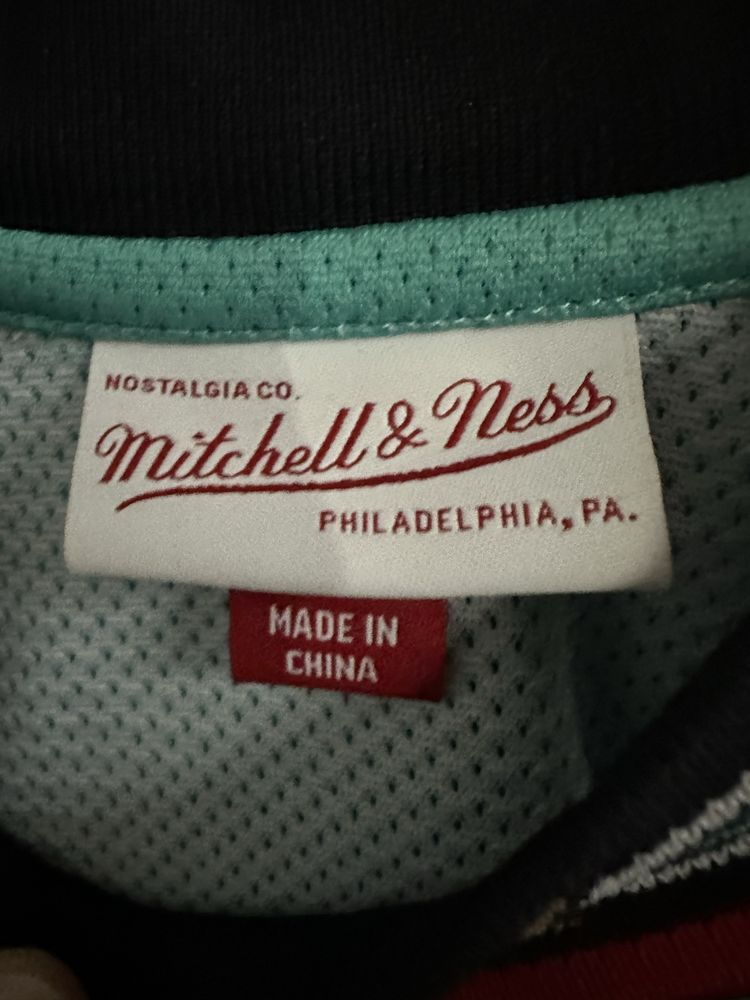 NOSTALGIA CO.
Mitchell & Ness
PHILADELPHIA, PA.
MADE IN
CHINA